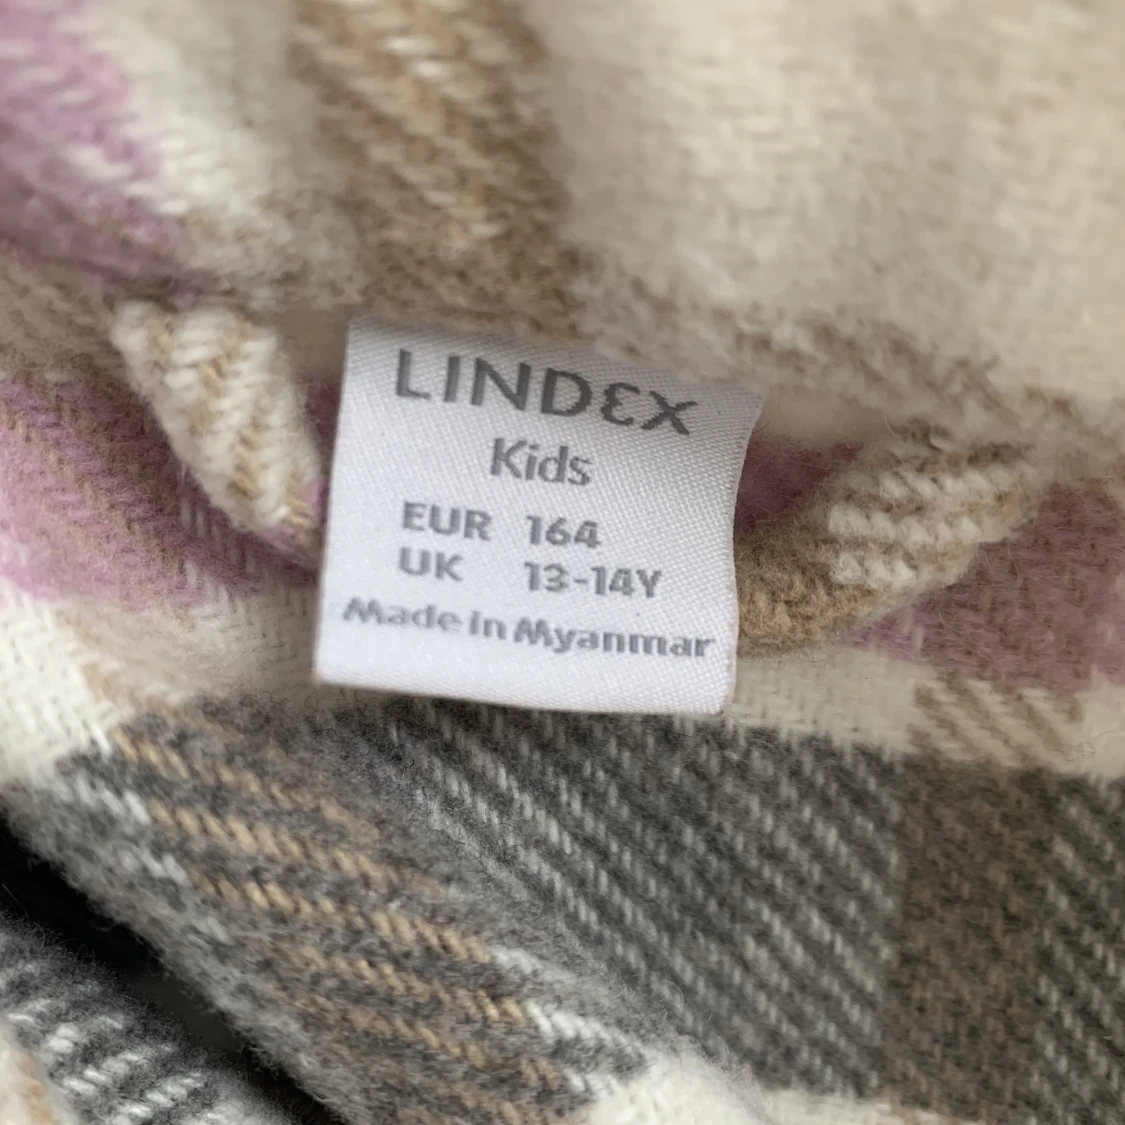 LINDEX
Kids
EUR 164
UK 13-14Y
Made in Myanmar